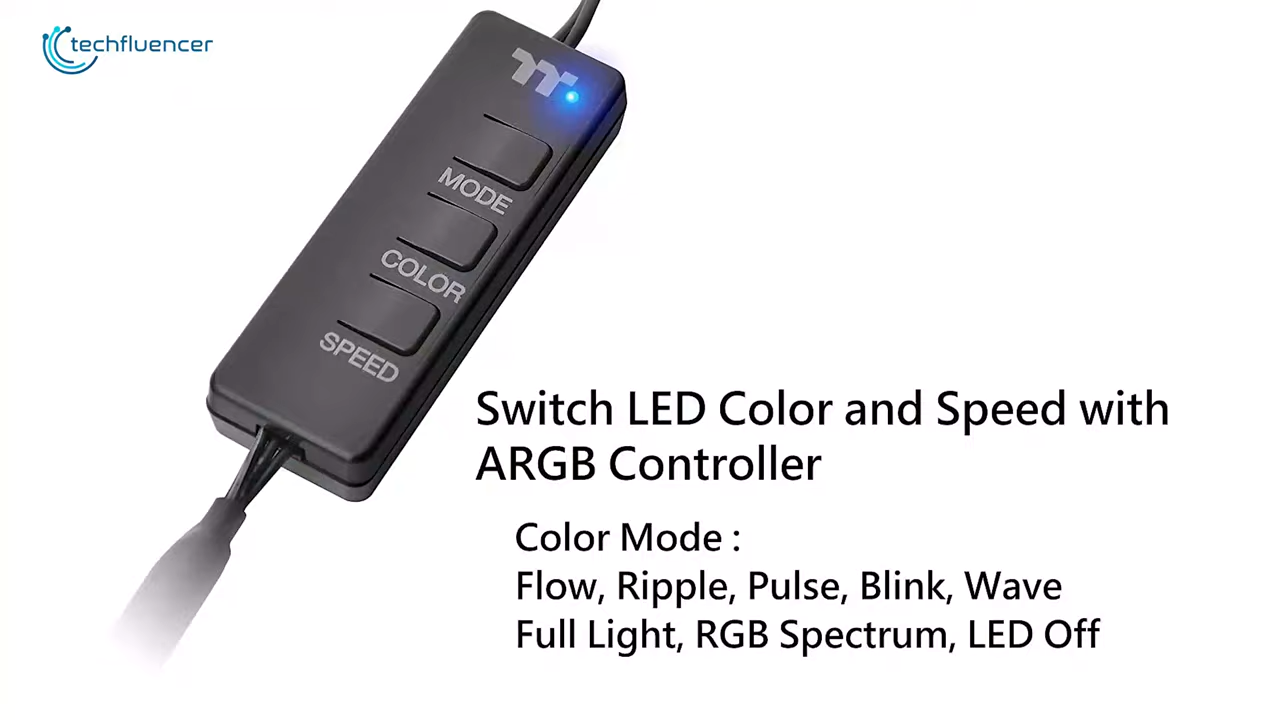 techfluencer
MODE
COLOR
SPEED
Switch LED Color and Speed with
ARGB Controller
Color Mode :
Flow, Ripple, Pulse, Blink, Wave
Full Light, RGB Spectrum, LED Off